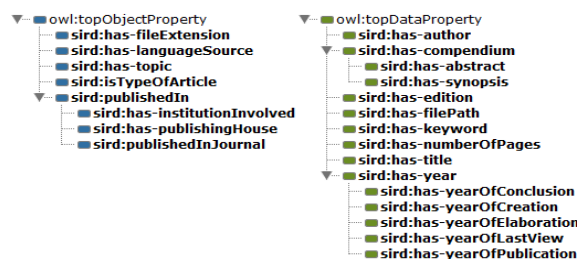 owl:topObjectProperty
sird:has-fileExtension
sird:has-languageSource
sird:has-topic
sird:isTypeOfArticle
sird:publishedIn
sird:has-institutionInvolved
sird:has-publishingHouse
sird:publishedInJournal
owl:topDataProperty
sird:has-author
sird:has-compendium
sird:has-abstract
sird:has-synopsis
sird:has-edition
sird:has-filePath
sird:has-keyword
sird:has-numberOfPages
sird:has-title
sird:has-year
sird:has-yearOfConclusion
sird:has-yearOfCreation
sird:has-yearOfElaboration
sird:has-yearOfLastView
sird:has-yearOfPublication